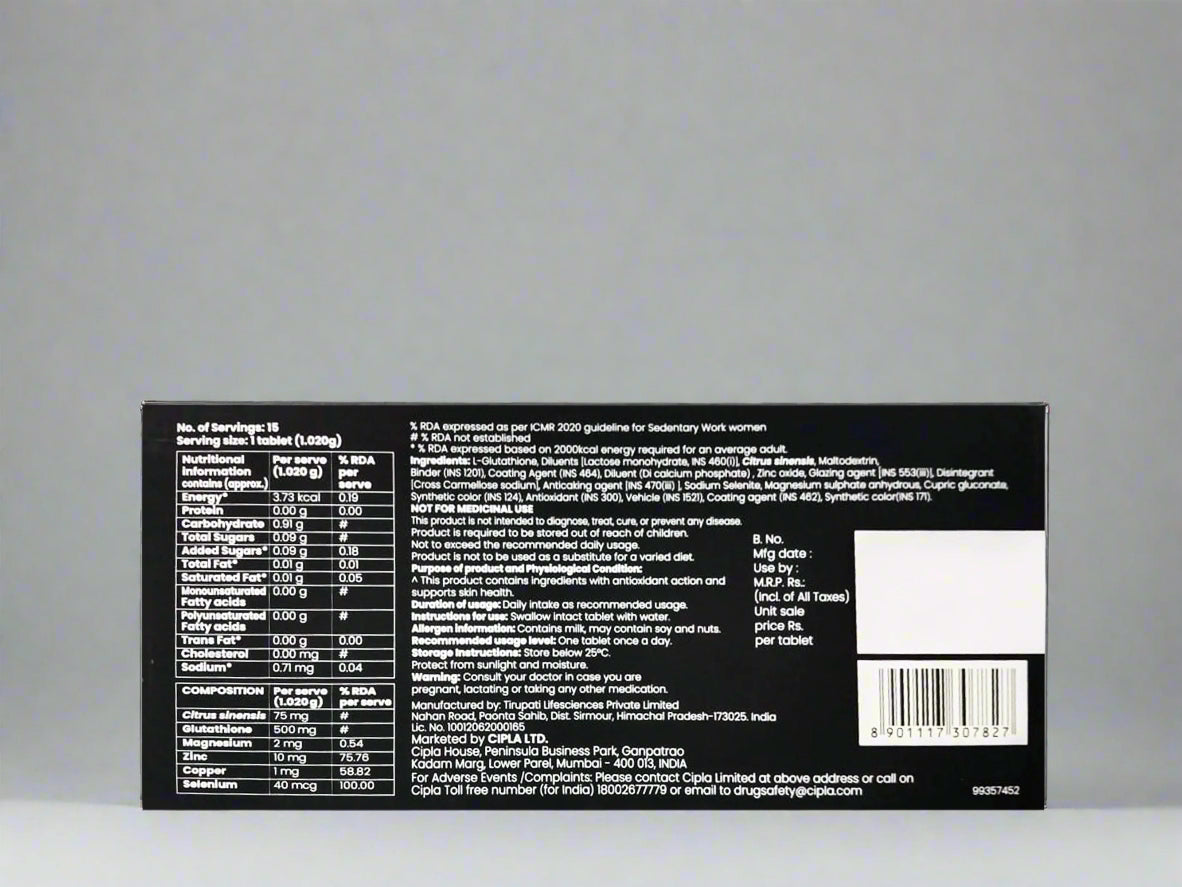 No. of Servings: 15
Serving size: 1 tablet (1.020g)
Nutritional Information contains (approx.) Per serve (1.020 g) % RDA per serve
Energy* 3.73 kcal 0.19
Protein 0.00 g 0.00
Carbohydrate 0.91 g #
Total Sugars 0.09 g #
Added Sugars* 0.09 g 0.18
Total Fat* 0.01 g 0.01
Saturated Fat* 0.01 g 0.05
Monounsaturated Fatty acids 0.00 g #
Polyunsaturated Fatty acids 0.00 g #
Trans Fat* 0.00 g 0.00
Cholesterol 0.00 mg #
Sodium* 0.71 mg 0.04
COMPOSITION Per serve (1.020g) % RDA per serve
Citrus sinensis 75 mg #
Glutathione 500 mg #
Magnesium 2 mg 0.54
Zinc 10 mg 75.76
Copper 1 mg 58.82
Selenium 40 mcg 100.00
% RDA expressed as per ICMR 2020 guideline for Sedentary Work women
# % RDA not established
* % RDA expressed based on 2000kcal energy required for an average adult.
Ingredients: L-Glutathione, Diluents [Lactose monohydrate, INS 460(i)], Citrus sinensis, Maltodextrin,
Binder (INS 1201), Coating Agent (INS 464), Diluent (Di calcium phosphate) , Zinc oxide, Glazing agent [INS 553(iii)], Disintegrant
[Cross Carmellose sodium], Anticaking agent [INS 470(iii) ], Sodium Selenite, Magnesium sulphate anhydrous, Cupric gluconate,
Synthetic color (INS 124), Antioxidant (INS 300), Vehicle (INS 1521), Coating agent (INS 462), Synthetic color(INS 171).
NOT FOR MEDICINAL USE
This product is not intended to diagnose, treat, cure, or prevent any disease.
Product is required to be stored out of reach of children.
Not to exceed the recommended daily usage.
Product is not to be used as a substitute for a varied diet.
Purpose of product and Physiological Condition:
^ This product contains ingredients with antioxidant action and
supports skin health.
Duration of usage: Daily intake as recommended usage.
Instructions for use: Swallow intact tablet with water.
Allergen information: Contains milk, may contain soy and nuts.
Recommended usage level: One tablet once a day.
Storage Instructions: Store below 25°C.
Protect from sunlight and moisture.
Warning: Consult your doctor in case you are
pregnant, lactating or taking any other medication.
Manufactured by: Tirupati Lifesciences Private Limited
Nahan Road, Paonta Sahib, Dist. Sirmour, Himachal Pradesh-173025. India
Lic. No. 10012062000165
Marketed by CIPLA LTD.
Cipla House, Peninsula Business Park, Ganpatrao
Kadam Marg, Lower Parel, Mumbai - 400 013, INDIA
For Adverse Events /Complaints: Please contact Cipla Limited at above address or call on
Cipla Toll free number (for India) 18002677779 or email to drugsafety@cipla.com
B. No.
Mfg date :
Use by :
M.R.P. Rs.:
(Incl. of All Taxes)
Unit sale
price Rs.
per tablet
8 901117 307827
99357452